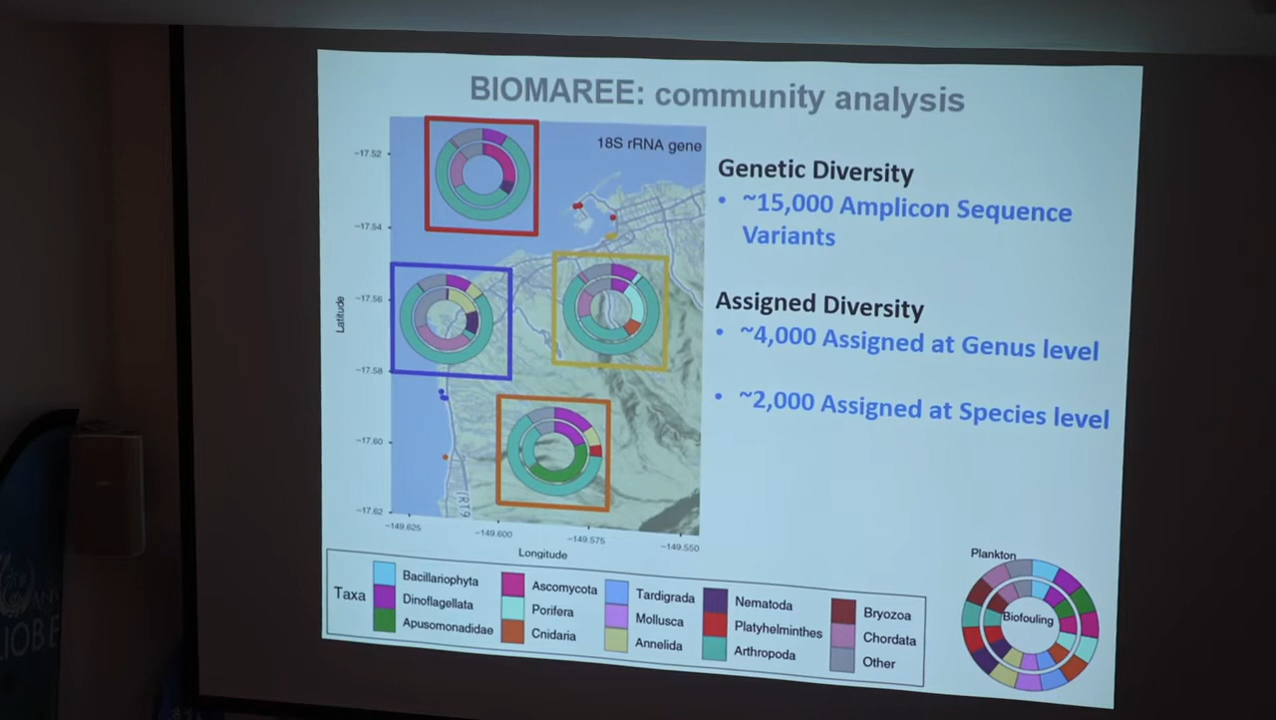 BIOMAREE: community analysis
18S rRNA gene
−17.52
−17.54
−17.56
−17.58
−17.60
−17.62
Latitude
−149.625
−149.600
−149.575
−149.550
Longitude
RT9
Genetic Diversity
• ~15,000 Amplicon Sequence
Variants
Assigned Diversity
• ~4,000 Assigned at Genus level
• ~2,000 Assigned at Species level
Taxa
Bacillariophyta
Dinoflagellata
Apusomonadidae
Ascomycota
Porifera
Cnidaria
Tardigrada
Mollusca
Annelida
Nematoda
Platyhelminthes
Arthropoda
Bryozoa
Chordata
Other
Plankton
Biofouling